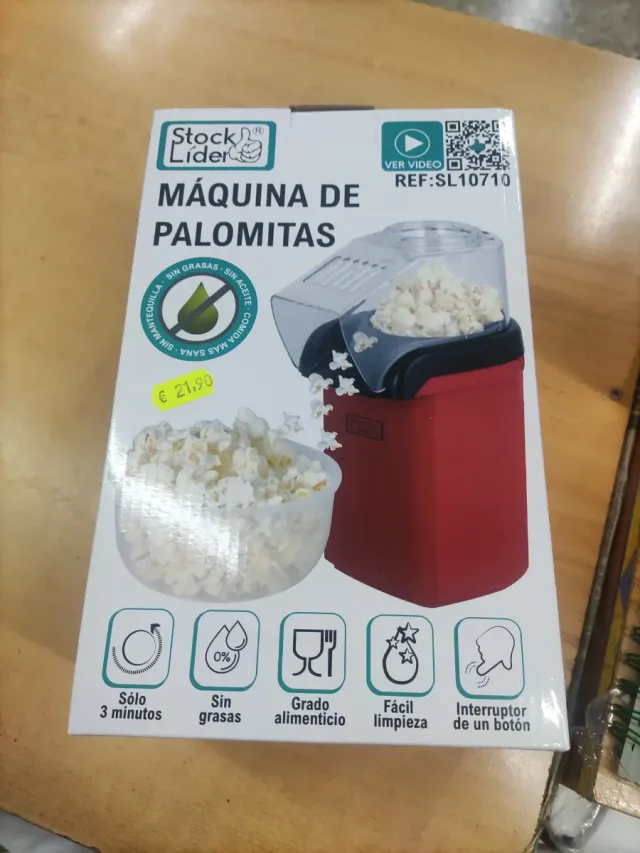 Stock ®
Líder
VER VIDEO
REF:SL10710
MÁQUINA DE
PALOMITAS
SIN MANTEQUILLA · SIN GRASAS · SIN ACEITE · COMIDA MAS SANA ·
€ 21,90
0%
Sólo
3 minutos
Sin
grasas
Grado
alimenticio
Fácil
limpieza
Interruptor
de un botón